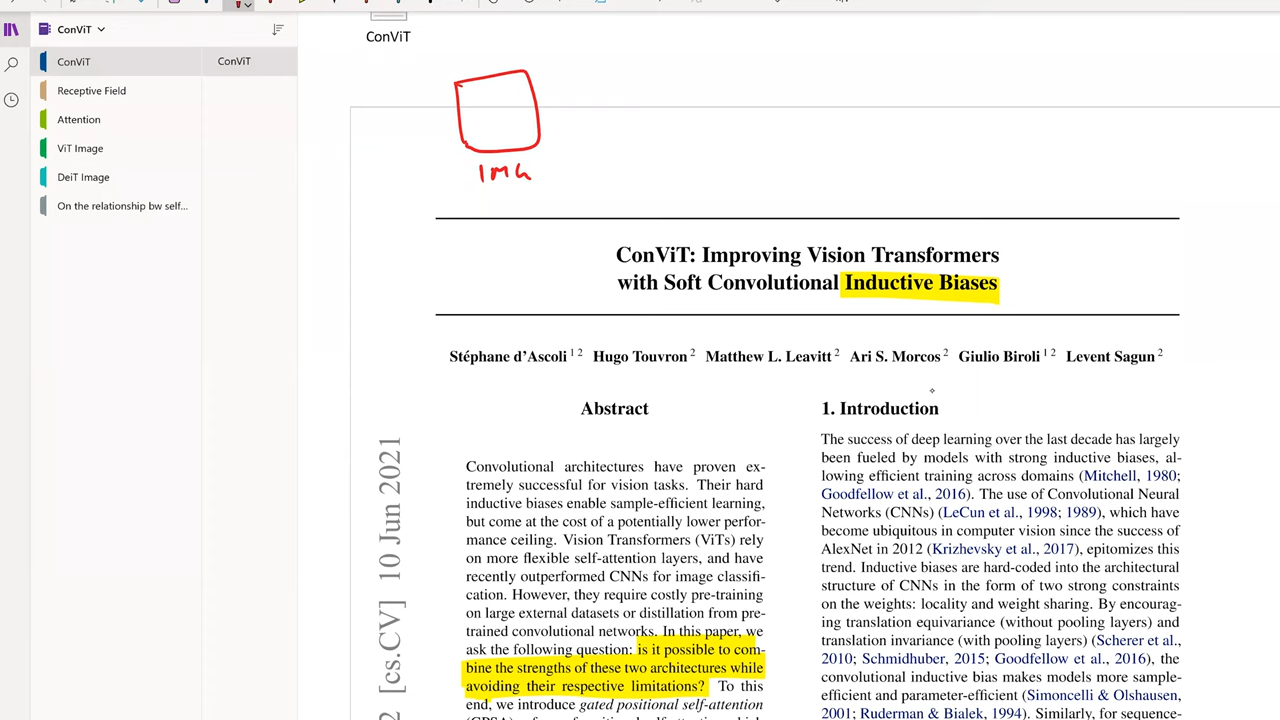 ConViT
ConViT
Receptive Field
Attention
ViT Image
DeiT Image
On the relationship bw self...
ConViT
ConViT
IMG
ConViT: Improving Vision Transformers
with Soft Convolutional Inductive Biases
Stéphane d'Ascoli 1 2 Hugo Touvron 2 Matthew L. Leavitt 2 Ari S. Morcos 2 Giulio Biroli 1 2 Levent Sagun 2
[cs.CV] 10 Jun 2021
Abstract
Convolutional architectures have proven ex-
tremely successful for vision tasks. Their hard
inductive biases enable sample-efficient learning,
but come at the cost of a potentially lower perfor-
mance ceiling. Vision Transformers (ViTs) rely
on more flexible self-attention layers, and have
recently outperformed CNNs for image classifi-
cation. However, they require costly pre-training
on large external datasets or distillation from pre-
trained convolutional networks. In this paper, we
ask the following question: is it possible to com-
bine the strengths of these two architectures while
avoiding their respective limitations? To this
end, we introduce gated positional self-attention
1. Introduction
The success of deep learning over the last decade has largely
been fueled by models with strong inductive biases, al-
lowing efficient training across domains (Mitchell, 1980;
Goodfellow et al., 2016). The use of Convolutional Neural
Networks (CNNs) (LeCun et al., 1998; 1989), which have
become ubiquitous in computer vision since the success of
AlexNet in 2012 (Krizhevsky et al., 2017), epitomizes this
trend. Inductive biases are hard-coded into the architectural
structure of CNNs in the form of two strong constraints
on the weights: locality and weight sharing. By encourag-
ing translation equivariance (without pooling layers) and
translation invariance (with pooling layers) (Scherer et al.,
2010; Schmidhuber, 2015; Goodfellow et al., 2016), the
convolutional inductive bias makes models more sample-
efficient and parameter-efficient (Simoncelli & Olshausen,
2001; Ruderman & Bialek, 1994). Similarly, for sequence-